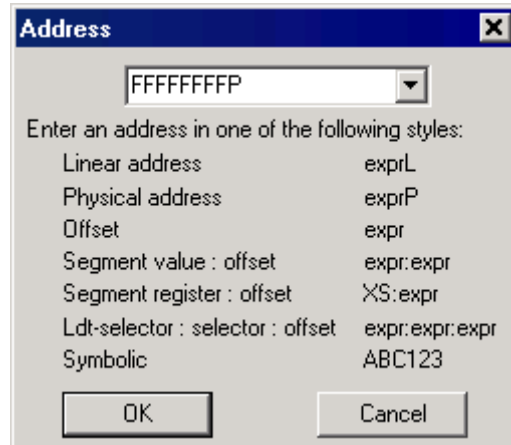 Address
FFFFFFFFP
Enter an address in one of the following styles:
Linear address exprL
Physical address exprP
Offset expr
Segment value : offset expr:expr
Segment register : offset XS:expr
Ldt-selector : selector : offset expr:expr:expr
Symbolic ABC123
OK Cancel